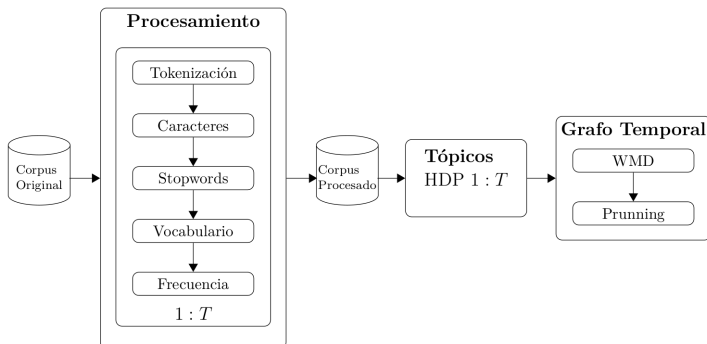 Procesamiento
Tokenización
Caracteres
Stopwords
Vocabulario
Frecuencia
1 : T
Corpus
Original
Corpus
Procesado
Tópicos
HDP 1 : T
Grafo Temporal
WMD
Prunning